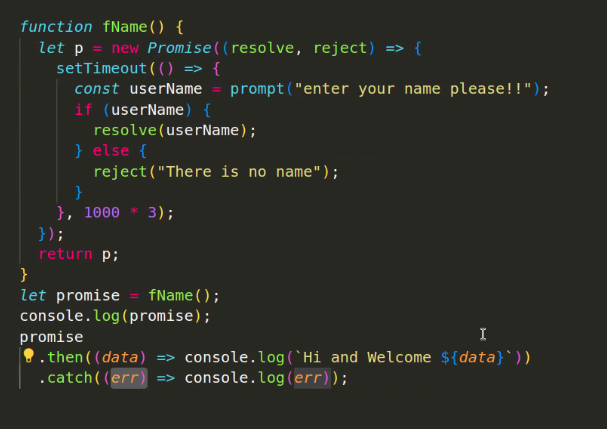 function fName() {
  let p = new Promise((resolve, reject) => {
    setTimeout(() => {
      const userName = prompt("enter your name please!!");
      if (userName) {
        resolve(userName);
      } else {
        reject("There is no name");
      }
    }, 1000 * 3);
  });
  return p;
}
let promise = fName();
console.log(promise);
promise
  .then((data) => console.log(`Hi and Welcome ${data}`))
  .catch((err) => console.log(err));